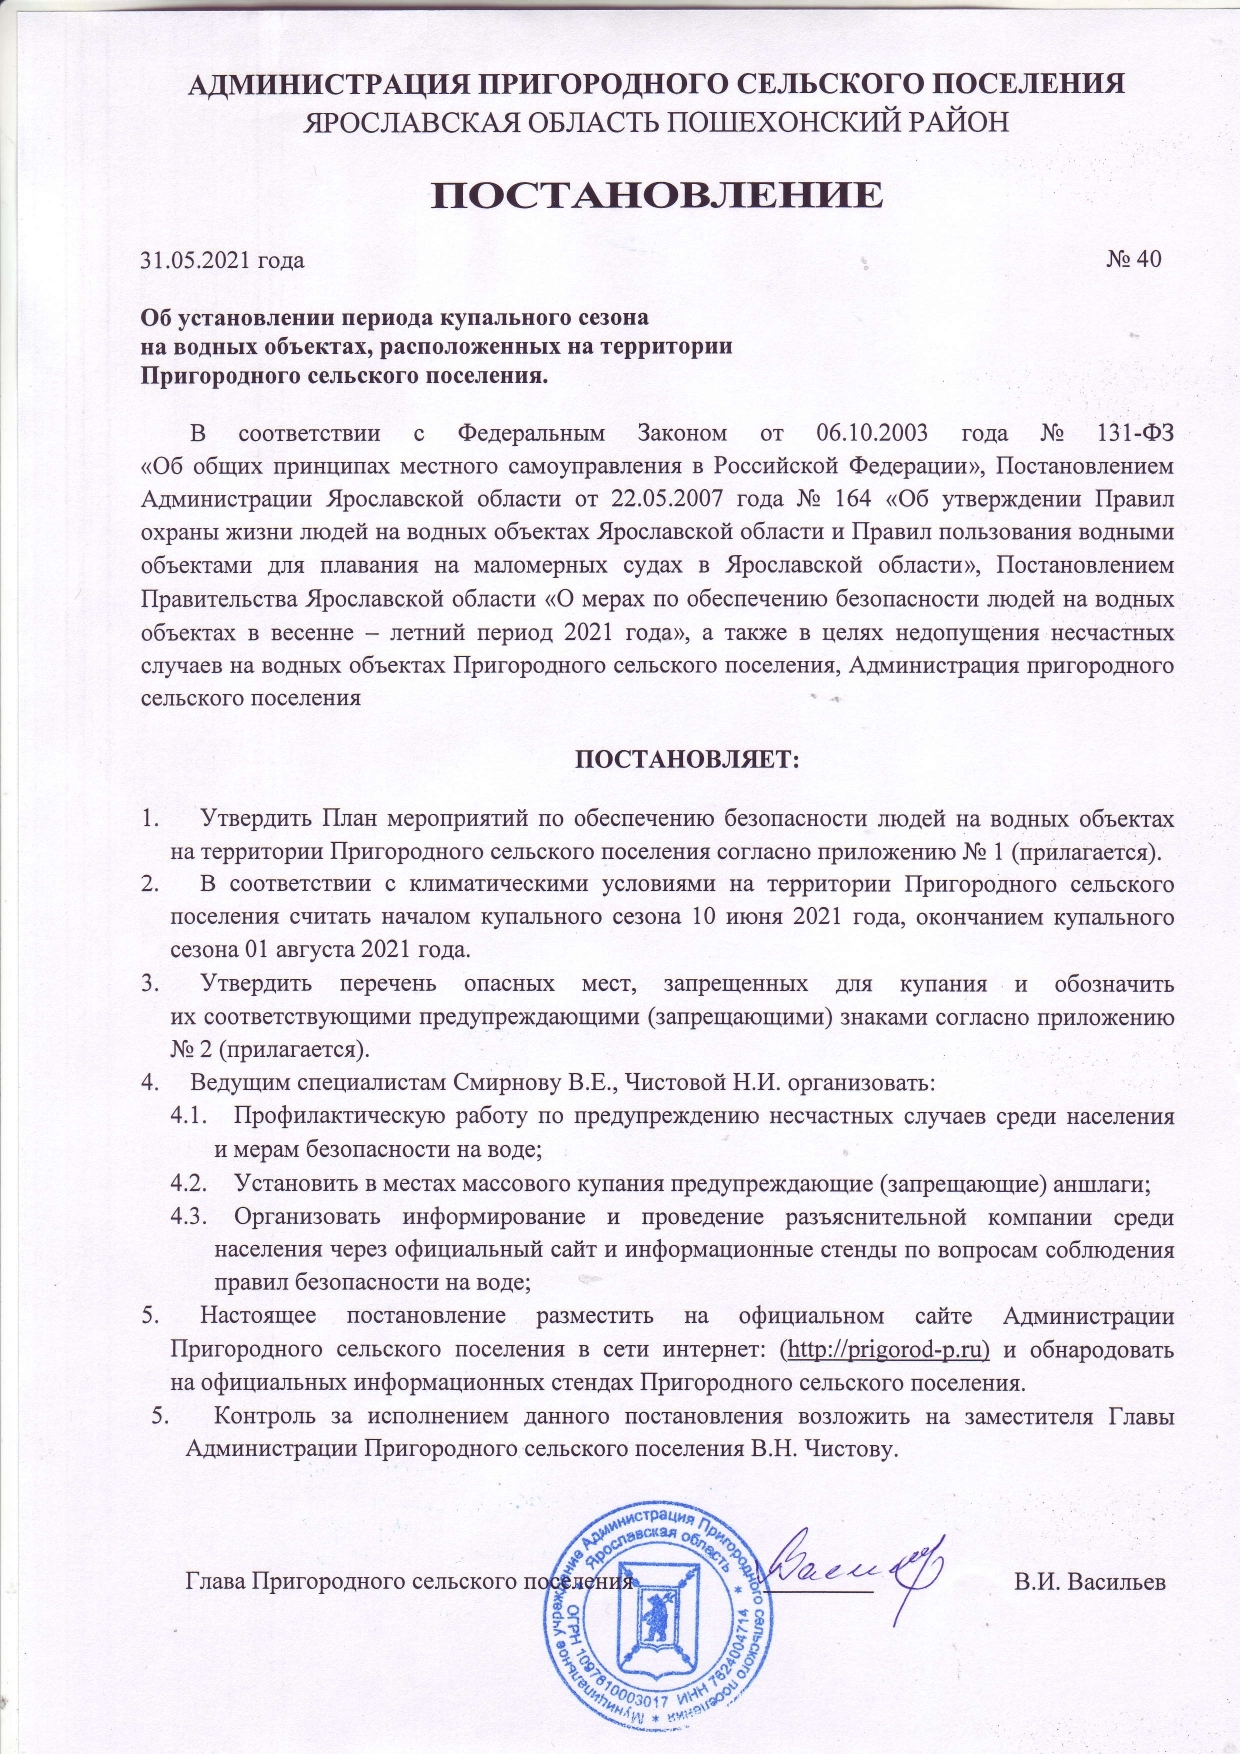 АДМИНИСТРАЦИЯ ПРИГОРОДНОГО СЕЛЬСКОГО ПОСЕЛЕНИЯ
ЯРОСЛАВСКАЯ ОБЛАСТЬ ПОШЕХОНСКИЙ РАЙОН
ПОСТАНОВЛЕНИЕ
31.05.2021 года № 40
Об установлении периода купального сезона
на водных объектах, расположенных на территории
Пригородного сельского поселения.
В соответствии с Федеральным Законом от 06.10.2003 года № 131-ФЗ
«Об общих принципах местного самоуправления в Российской Федерации», Постановлением
Администрации Ярославской области от 22.05.2007 года № 164 «Об утверждении Правил
охраны жизни людей на водных объектах Ярославской области и Правил пользования водными
объектами для плавания на маломерных судах в Ярославской области», Постановлением
Правительства Ярославской области «О мерах по обеспечению безопасности людей на водных
объектах в весенне – летний период 2021 года», а также в целях недопущения несчастных
случаев на водных объектах Пригородного сельского поселения, Администрация пригородного
сельского поселения
ПОСТАНОВЛЯЕТ:
1. Утвердить План мероприятий по обеспечению безопасности людей на водных объектах
на территории Пригородного сельского поселения согласно приложению № 1 (прилагается).
2. В соответствии с климатическими условиями на территории Пригородного сельского
поселения считать началом купального сезона 10 июня 2021 года, окончанием купального
сезона 01 августа 2021 года.
3. Утвердить перечень опасных мест, запрещенных для купания и обозначить
их соответствующими предупреждающими (запрещающими) знаками согласно приложению
№ 2 (прилагается).
4. Ведущим специалистам Смирнову В.Е., Чистовой Н.И. организовать:
4.1. Профилактическую работу по предупреждению несчастных случаев среди населения
и мерам безопасности на воде;
4.2. Установить в местах массового купания предупреждающие (запрещающие) аншлаги;
4.3. Организовать информирование и проведение разъяснительной компании среди
населения через официальный сайт и информационные стенды по вопросам соблюдения
правил безопасности на воде;
5. Настоящее постановление разместить на официальном сайте Администрации
Пригородного сельского поселения в сети интернет: (http://prigorod-p.ru) и обнародовать
на официальных информационных стендах Пригородного сельского поселения.
5. Контроль за исполнением данного постановления возложить на заместителя Главы
Администрации Пригородного сельского поселения В.Н. Чистову.
Глава Пригородного сельского поселения В.И. Васильев
Муниципальное учреждение Администрация Пригородного сельского поселения *
* Ярославская область *
ОГРН 1097610003017 ИНН 7624004714